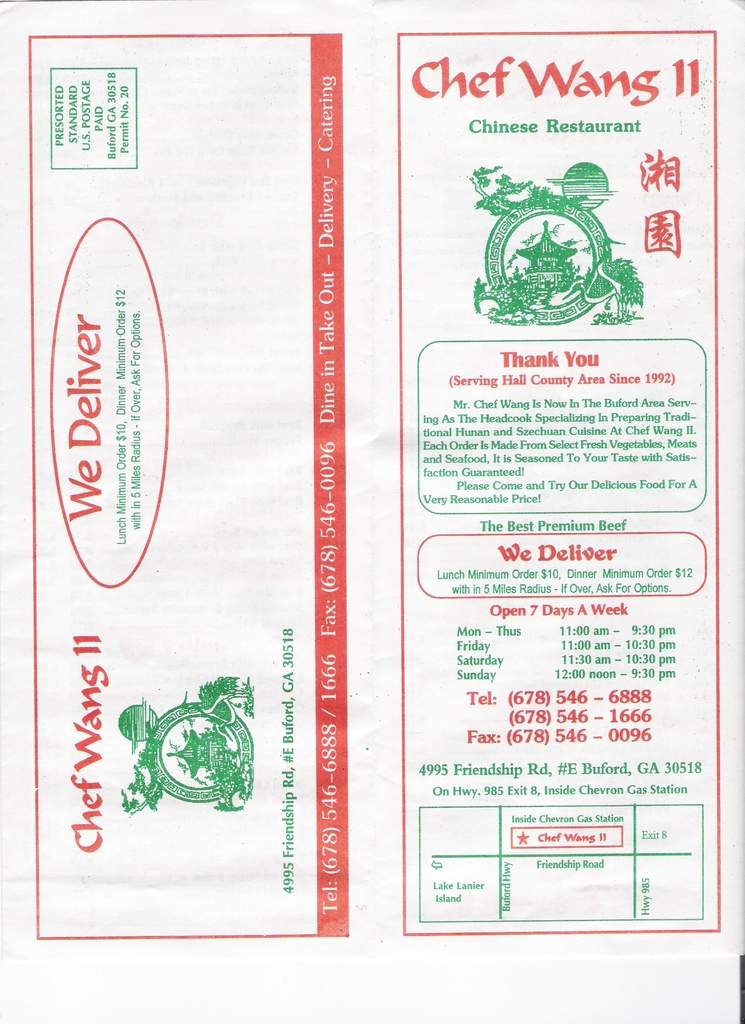 PRESORTED
STANDARD
U.S. POSTAGE
PAID
Buford GA 30518
Permit No. 20
We Deliver
Lunch Minimum Order $10, Dinner Minimum Order $12
with in 5 Miles Radius - If Over, Ask For Options.
Chef Wang II
4995 Friendship Rd, #E Buford, GA 30518
Tel: (678) 546-6888 / 1666 Fax: (678) 546-0096 Dine in Take Out – Delivery – Catering
Chef Wang II
Chinese Restaurant
湘
園
Thank You
(Serving Hall County Area Since 1992)
Mr. Chef Wang Is Now In The Buford Area Serv-
ing As The Headcook Specializing In Preparing Tradi-
tional Hunan and Szechuan Cuisine At Chef Wang II.
Each Order Is Made From Select Fresh Vegetables, Meats
and Seafood, It is Seasoned To Your Taste with Satis-
faction Guaranteed!
Please Come and Try Our Delicious Food For A
Very Reasonable Price!
The Best Premium Beef
We Deliver
Lunch Minimum Order $10, Dinner Minimum Order $12
with in 5 Miles Radius - If Over, Ask For Options.
Open 7 Days A Week
Mon – Thus 11:00 am – 9:30 pm
Friday 11:00 am – 10:30 pm
Saturday 11:30 am – 10:30 pm
Sunday 12:00 noon – 9:30 pm
Tel: (678) 546 – 6888
(678) 546 – 1666
Fax: (678) 546 – 0096
4995 Friendship Rd, #E Buford, GA 30518
On Hwy. 985 Exit 8, Inside Chevron Gas Station
Inside Chevron Gas Station
Chef Wang II
Exit 8
Friendship Road
Lake Lanier
Island
Buford Hwy
Hwy 985